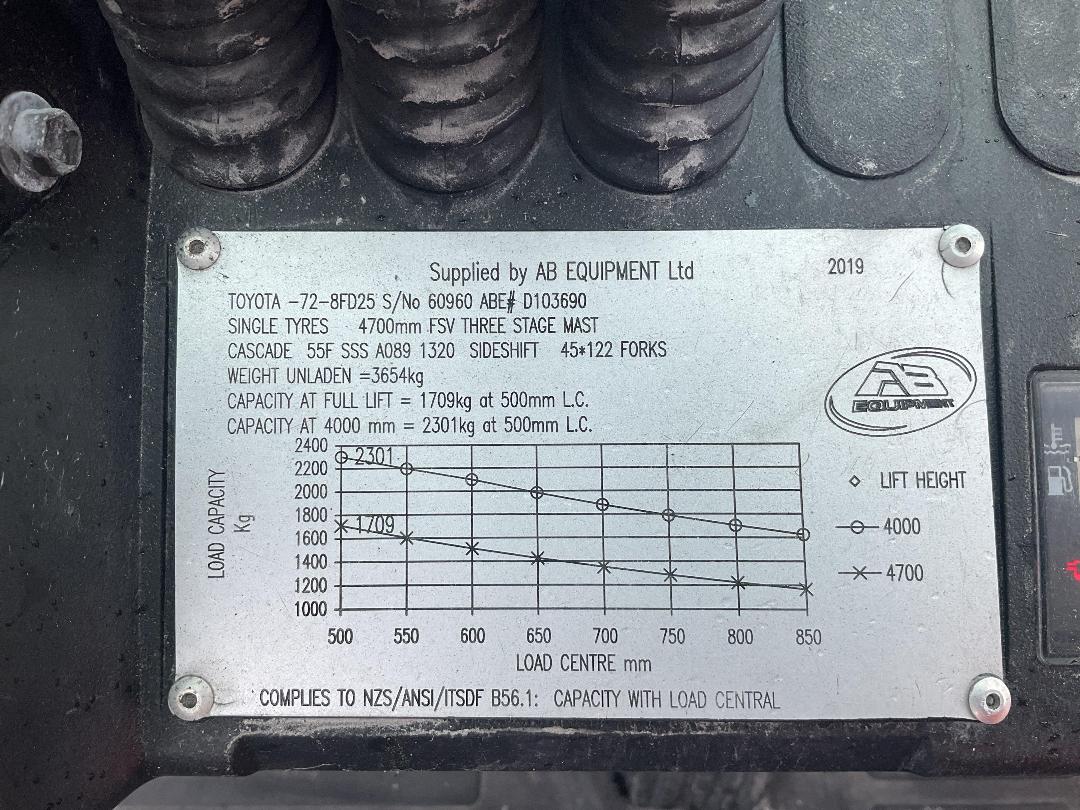 Supplied by AB EQUIPMENT Ltd 2019
TOYOTA -72-8FD25 S/No 60960 ABE# D103690
SINGLE TYRES 4700mm FSV THREE STAGE MAST
CASCADE 55F SSS A089 1320 SIDESHIFT 45*122 FORKS
WEIGHT UNLADEN =3654kg
CAPACITY AT FULL LIFT = 1709kg at 500mm L.C.
CAPACITY AT 4000 mm = 2301kg at 500mm L.C.
AB
EQUIPMENT
LOAD CAPACITY
Kg
2400
2200
2000
1800
1600
1400
1200
1000
2301
1709
500 550 600 650 700 750 800 850
LOAD CENTRE mm
LIFT HEIGHT
4000
4700
COMPLIES TO NZS/ANSI/ITSDF B56.1: CAPACITY WITH LOAD CENTRAL